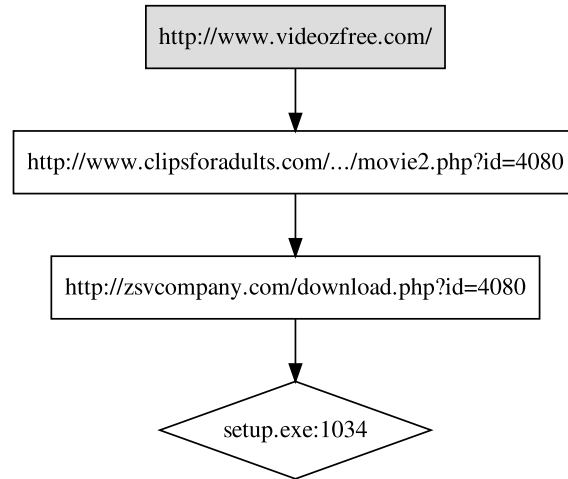 http://www.videozfree.com/
http://www.clipsforadults.com/.../movie2.php?id=4080
http://zsvcompany.com/download.php?id=4080
setup.exe:1034